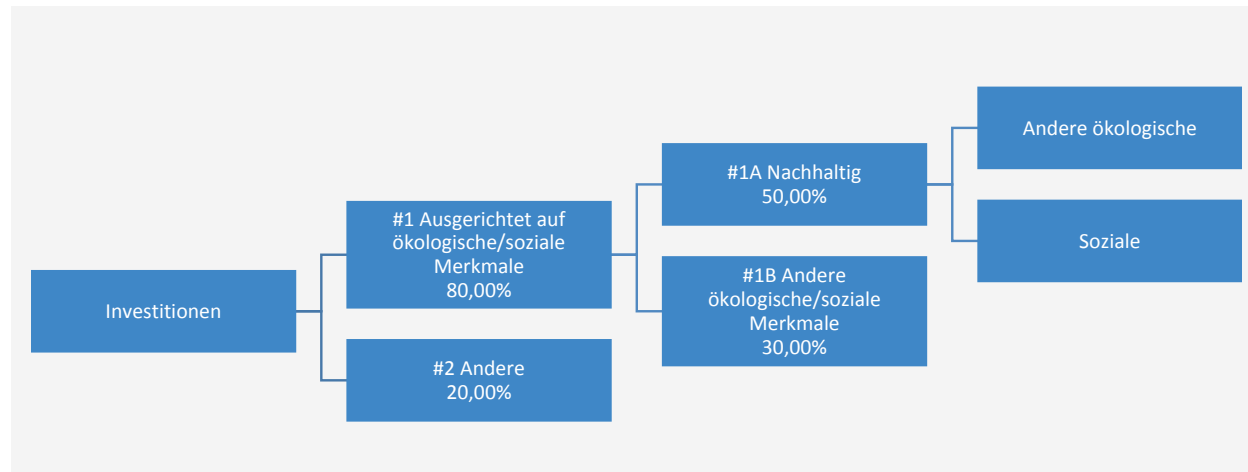 Investitionen
#1 Ausgerichtet auf
ökologische/soziale
Merkmale
80,00%
#2 Andere
20,00%
#1A Nachhaltig
50,00%
#1B Andere
ökologische/soziale
Merkmale
30,00%
Andere ökologische
Soziale